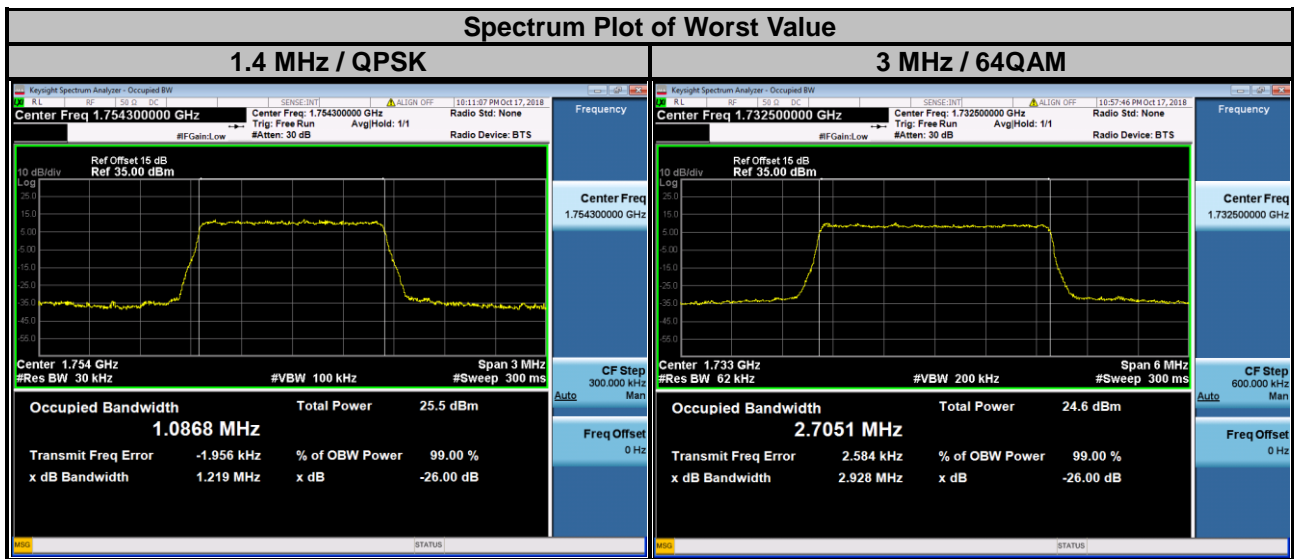 Spectrum Plot of Worst Value
1.4 MHz / QPSK
3 MHz / 64QAM
Keysight Spectrum Analyzer - Occupied BW
RL RF 50 Ω DC SENSE:INT ALIGN OFF 10:11:07 PM Oct 17, 2018
Center Freq 1.754300000 GHz
Center Freq: 1.754300000 GHz
Radio Std: None
Trig: Free Run Avg|Hold: 1/1
#IFGain:Low
#Atten: 30 dB
Radio Device: BTS
Ref Offset 15 dB
10 dB/div Ref 35.00 dBm
Log
25.0
15.0
5.00
-5.00
-15.0
-25.0
-35.0
-45.0
-55.0
Center 1.754 GHz Span 3 MHz
#Res BW 30 kHz #VBW 100 kHz #Sweep 300 ms
Occupied Bandwidth Total Power 25.5 dBm
1.0868 MHz
Transmit Freq Error -1.956 kHz % of OBW Power 99.00 %
x dB Bandwidth 1.219 MHz x dB -26.00 dB
MSG STATUS
Frequency
Center Freq
1.754300000 GHz
CF Step
300.000 kHz
Auto Man
Freq Offset
0 Hz
Keysight Spectrum Analyzer - Occupied BW
RL RF 50 Ω DC SENSE:INT ALIGN OFF 10:57:46 PM Oct 17, 2018
Center Freq 1.732500000 GHz
Center Freq: 1.732500000 GHz
Radio Std: None
Trig: Free Run Avg|Hold: 1/1
#IFGain:Low
#Atten: 30 dB
Radio Device: BTS
Ref Offset 15 dB
10 dB/div Ref 35.00 dBm
Log
25.0
15.0
5.00
-5.00
-15.0
-25.0
-35.0
-45.0
-55.0
Center 1.733 GHz Span 6 MHz
#Res BW 62 kHz #VBW 200 kHz #Sweep 300 ms
Occupied Bandwidth Total Power 24.6 dBm
2.7051 MHz
Transmit Freq Error 2.584 kHz % of OBW Power 99.00 %
x dB Bandwidth 2.928 MHz x dB -26.00 dB
MSG STATUS
Frequency
Center Freq
1.732500000 GHz
CF Step
600.000 kHz
Auto Man
Freq Offset
0 Hz